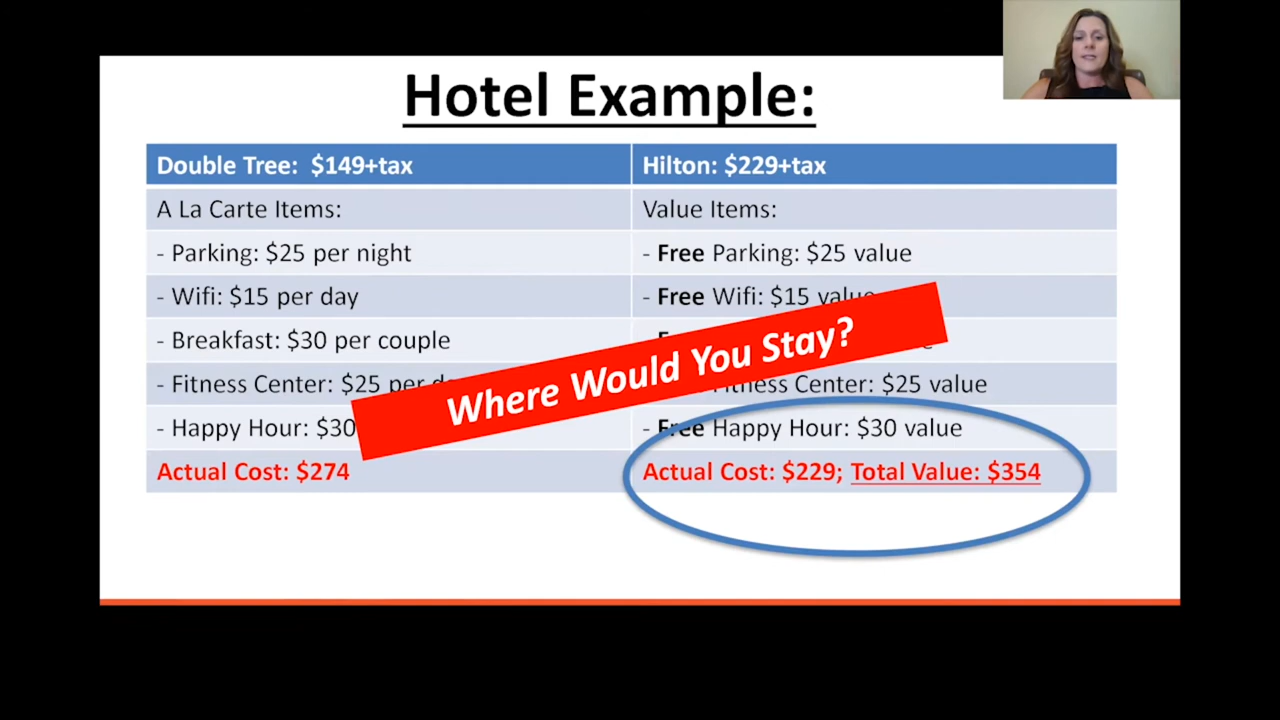 Hotel Example:
Double Tree: $149+tax
Hilton: $229+tax
A La Carte Items:
Value Items:
- Parking: $25 per night
- Free Parking: $25 value
- Wifi: $15 per day
- Free Wifi: $15 value
- Breakfast: $30 per couple
- Fitness Center: $25 per
Fitness Center: $25 value
- Happy Hour: $30
- Free Happy Hour: $30 value
Actual Cost: $274
Actual Cost: $229; Total Value: $354
Where Would You Stay?